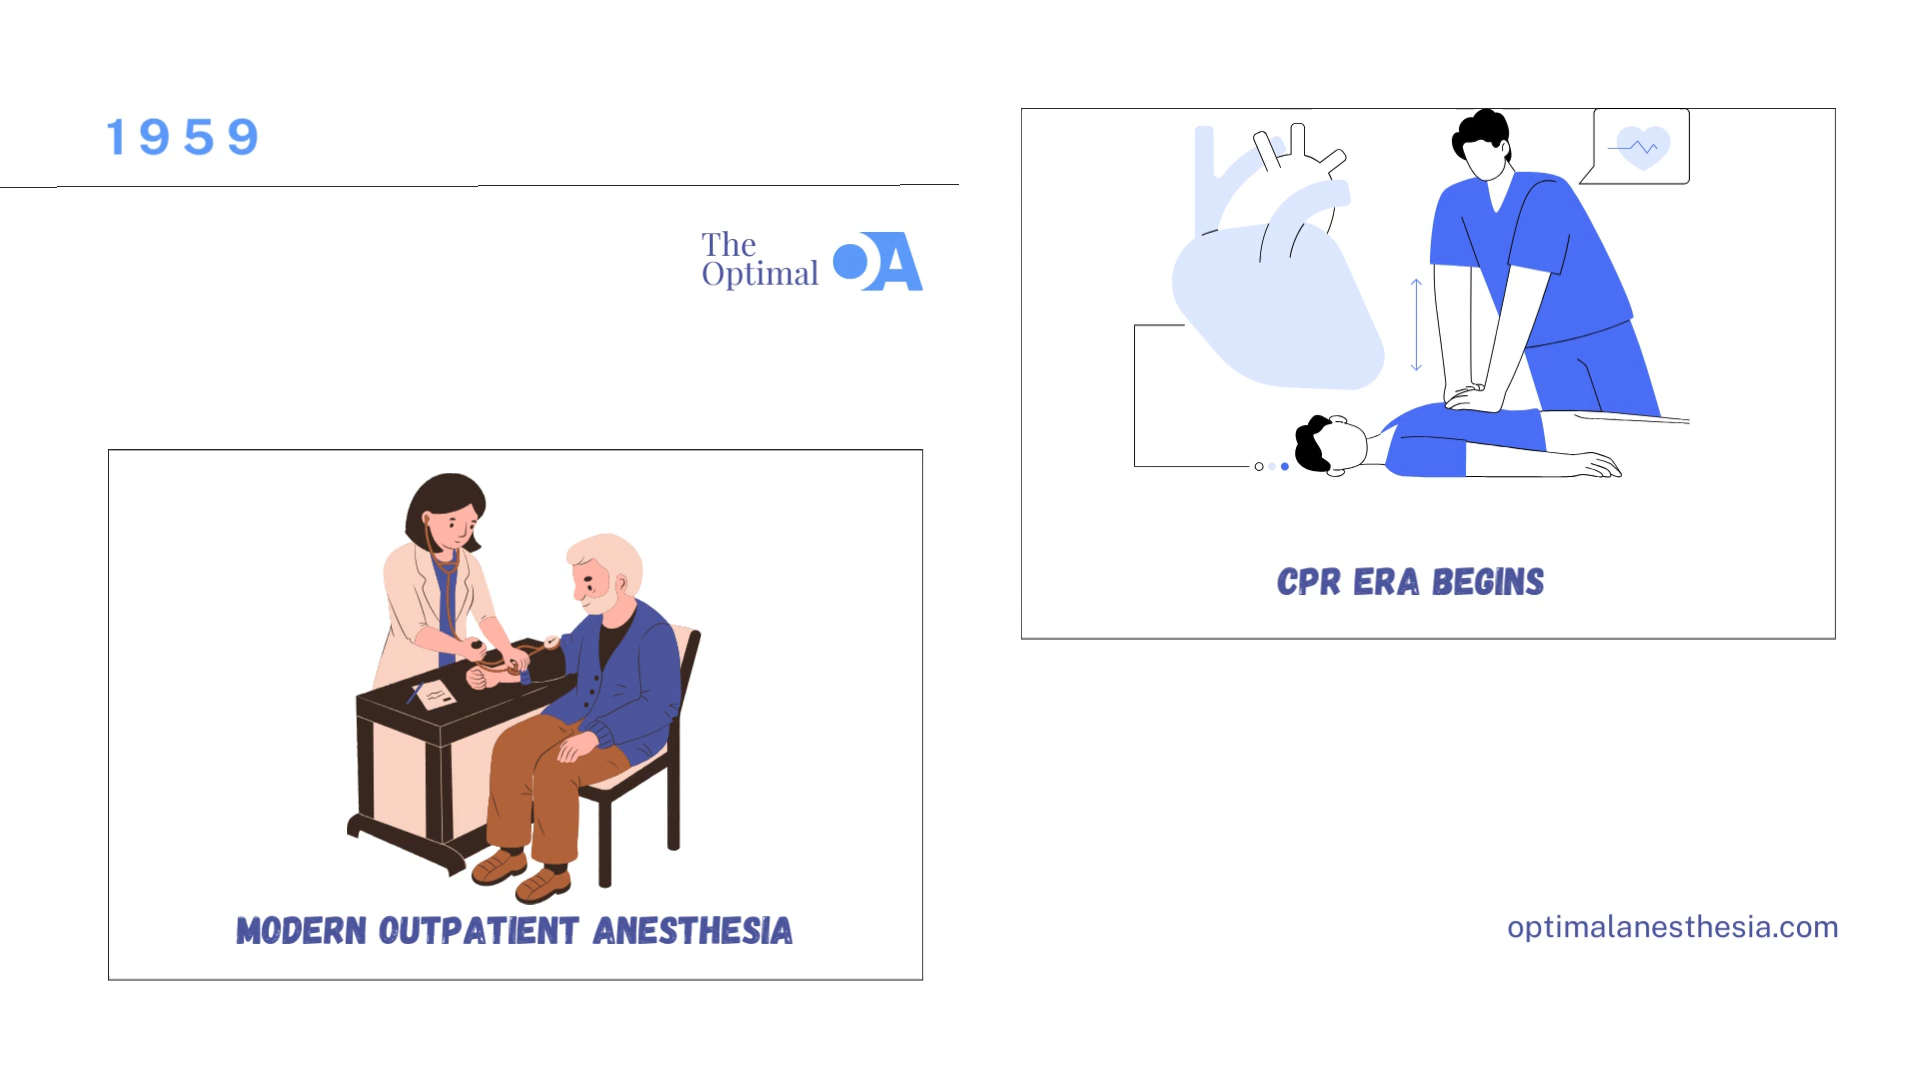 1959
The
Optimal
OA
MODERN OUTPATIENT ANESTHESIA
CPR ERA BEGINS
optimalanesthesia.com